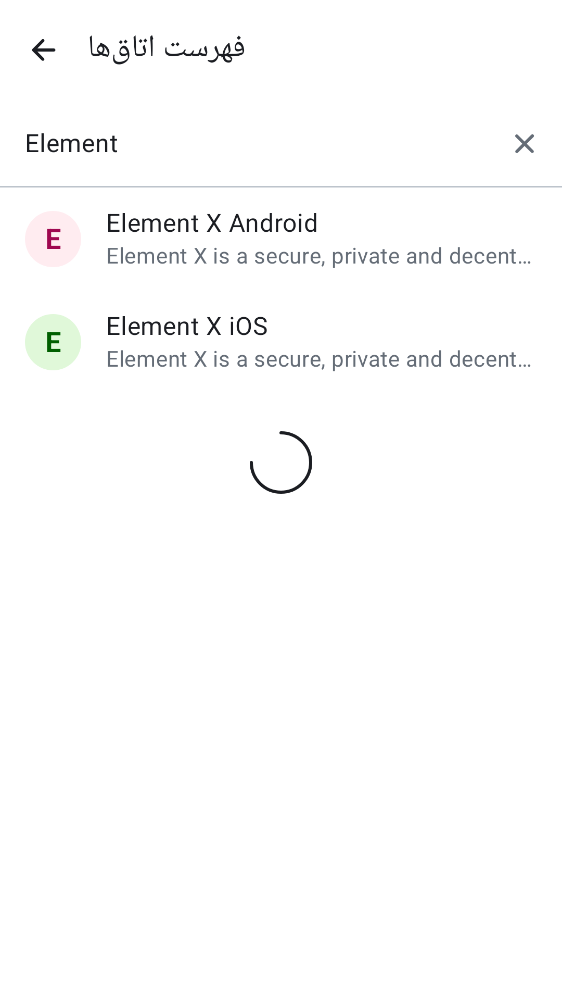 فهرست اتاق‌ها
Element
E
Element X Android
Element X is a secure, private and decent…
E
Element X iOS
Element X is a secure, private and decent…